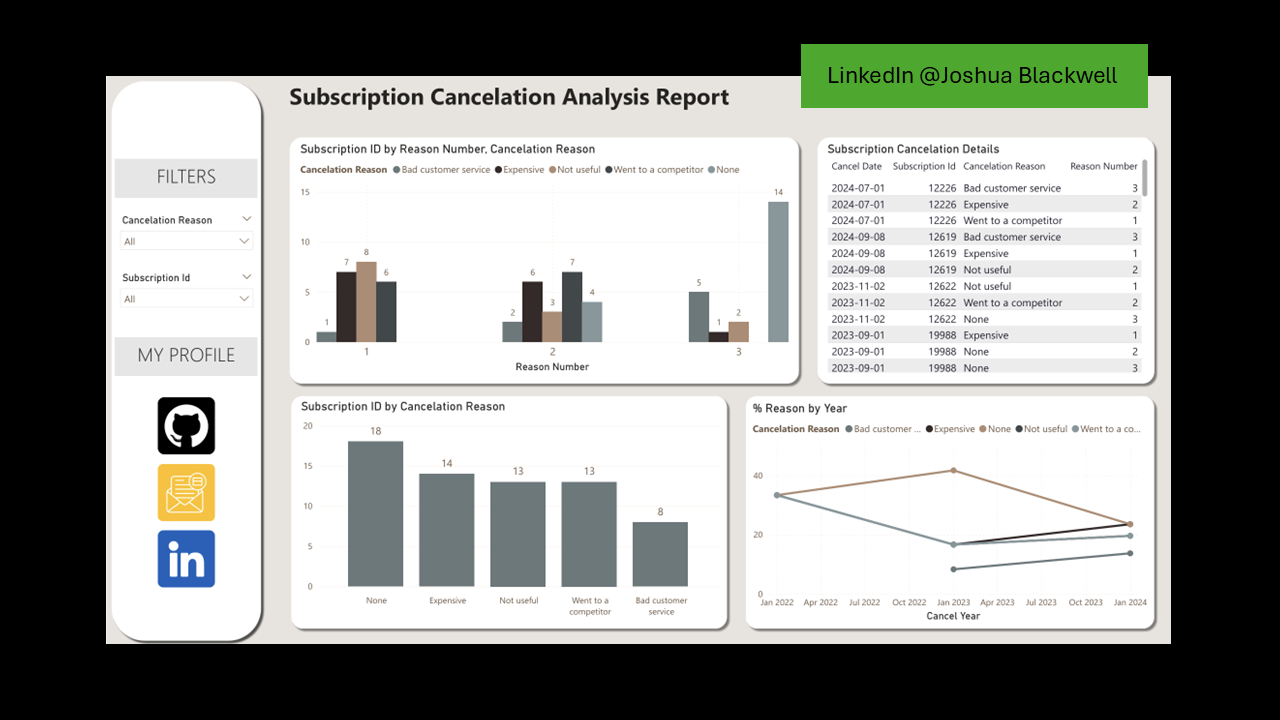 LinkedIn @Joshua Blackwell
Subscription Cancelation Analysis Report
FILTERS
Cancelation Reason
All
Subscription Id
All
MY PROFILE
in
Subscription ID by Reason Number, Cancelation Reason
Cancelation Reason Bad customer service Expensive Not useful Went to a competitor None
15
10
5
0
1 7 8 6
2 6 3 7 4
5 1 2 14
1 2 3
Reason Number
Subscription Cancelation Details
Cancel Date Subscription Id Cancelation Reason Reason Number
2024-07-01 12226 Bad customer service 3
2024-07-01 12226 Expensive 2
2024-07-01 12226 Went to a competitor 1
2024-09-08 12619 Bad customer service 3
2024-09-08 12619 Expensive 1
2024-09-08 12619 Not useful 2
2023-11-02 12622 Not useful 1
2023-11-02 12622 Went to a competitor 2
2023-11-02 12622 None 3
2023-09-01 19988 Expensive 1
2023-09-01 19988 None 2
2023-09-01 19988 None 3
Subscription ID by Cancelation Reason
20
15
10
5
0
18 14 13 13 8
None Expensive Not useful Went to a competitor Bad customer service
% Reason by Year
Cancelation Reason Bad customer ... Expensive None Not useful Went to a co...
40
20
0
Jan 2022 Apr 2022 Jul 2022 Oct 2022 Jan 2023 Apr 2023 Jul 2023 Oct 2023 Jan 2024
Cancel Year